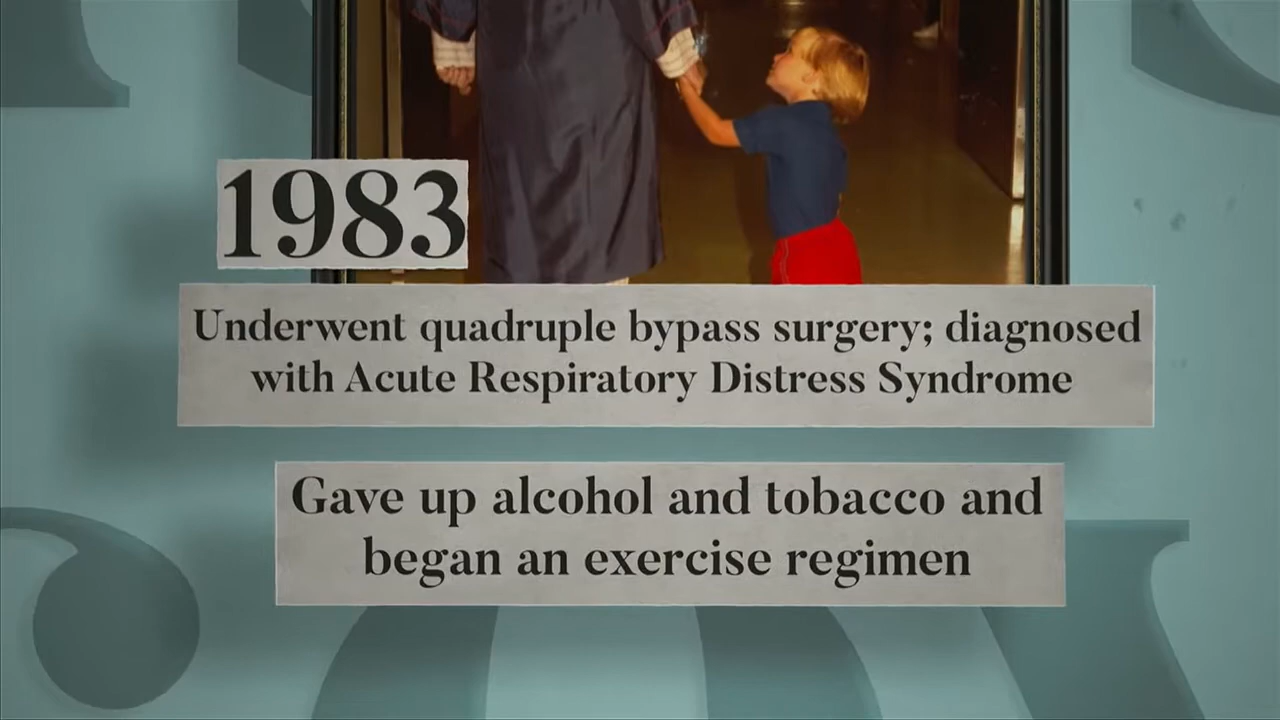 1983
Underwent quadruple bypass surgery; diagnosed
with Acute Respiratory Distress Syndrome
Gave up alcohol and tobacco and
began an exercise regimen